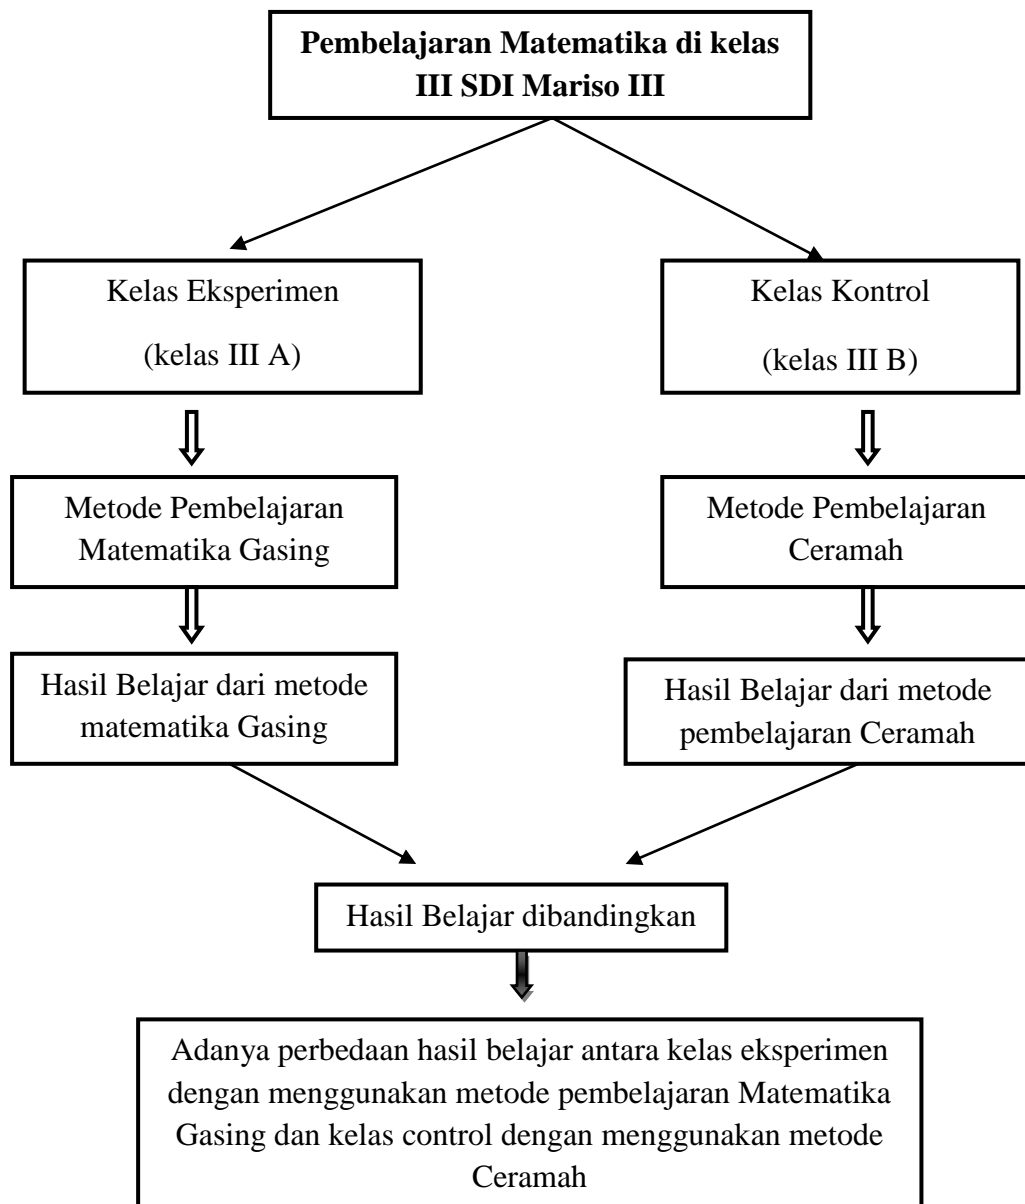 Pembelajaran Matematika di kelas
III SDI Mariso III
Kelas Eksperimen
(kelas III A)
Kelas Kontrol
(kelas III B)
Metode Pembelajaran
Matematika Gasing
Metode Pembelajaran
Ceramah
Hasil Belajar dari metode
matematika Gasing
Hasil Belajar dari metode
pembelajaran Ceramah
Hasil Belajar dibandingkan
Adanya perbedaan hasil belajar antara kelas eksperimen
dengan menggunakan metode pembelajaran Matematika
Gasing dan kelas control dengan menggunakan metode
Ceramah